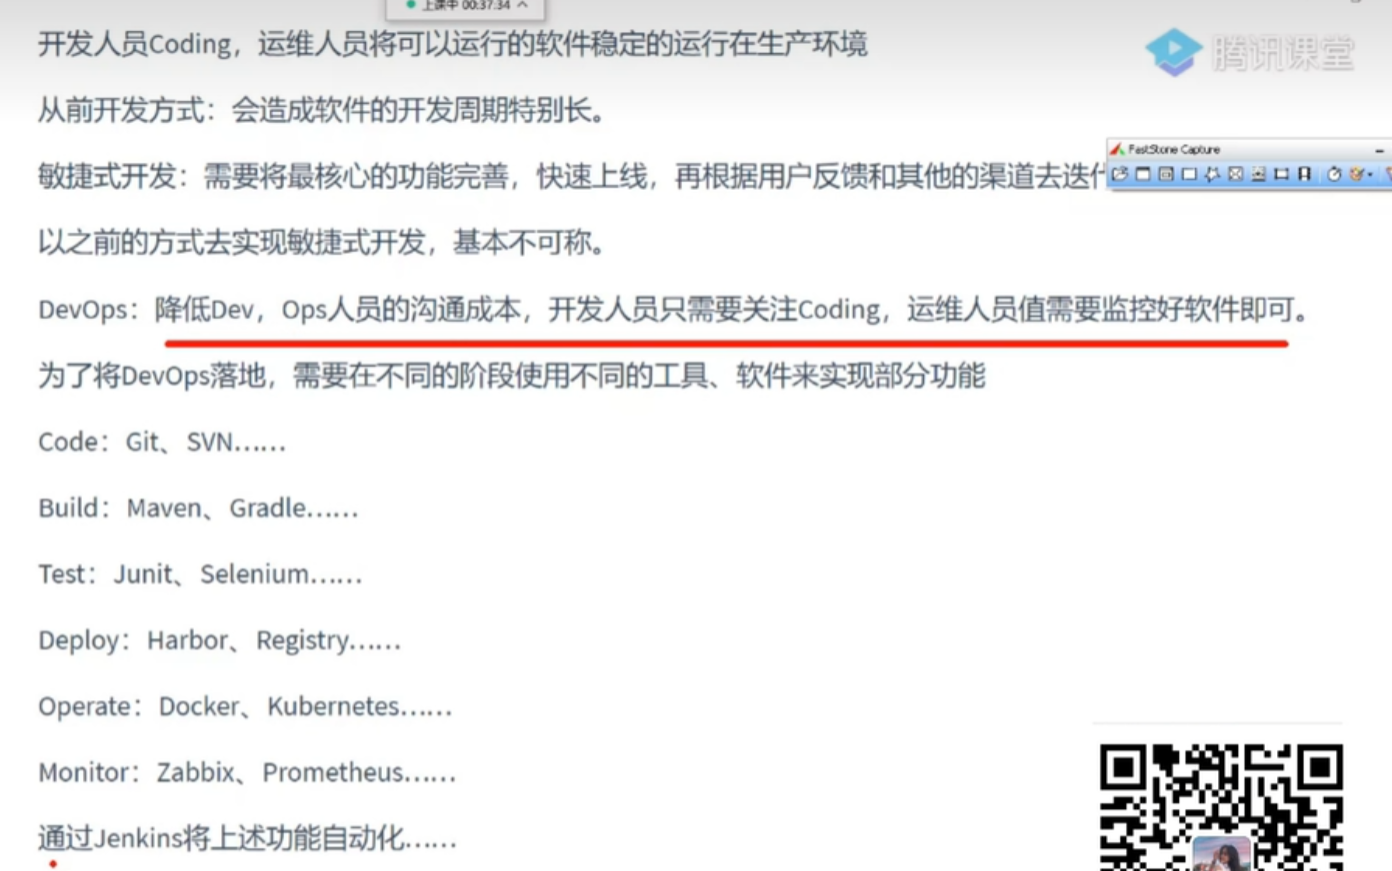 上课中 00:37:34
开发人员Coding，运维人员将可以运行的软件稳定的运行在生产环境
腾讯课堂
从前开发方式：会造成软件的开发周期特别长。
FastStone Capture
敏捷式开发：需要将最核心的功能完善，快速上线，再根据用户反馈和其他的渠道去迭代
以之前的方式去实现敏捷式开发，基本不可称。
DevOps：降低Dev，Ops人员的沟通成本，开发人员只需要关注Coding，运维人员值需要监控好软件即可。
为了将DevOps落地，需要在不同的阶段使用不同的工具、软件来实现部分功能
Code：Git、SVN……
Build：Maven、Gradle……
Test：Junit、Selenium……
Deploy：Harbor、Registry……
Operate：Docker、Kubernetes……
Monitor：Zabbix、Prometheus……
通过Jenkins将上述功能自动化……